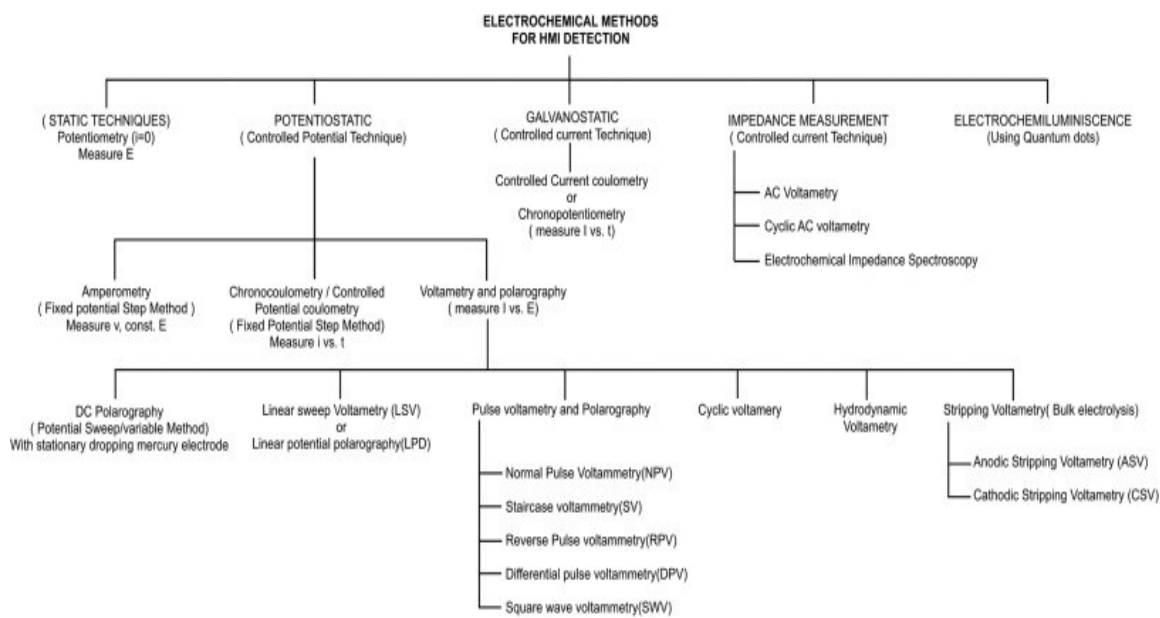 ELECTROCHEMICAL METHODS
FOR HMI DETECTION
( STATIC TECHNIQUES)
Potentiometry (i=0)
Measure E
POTENTIOSTATIC
( Controlled Potential Technique)
GALVANOSTATIC
( Controlled current Technique)
Controlled Current coulometry
or
Chronopotentiometry
( measure I vs. t)
IMPEDANCE MEASUREMENT
( Controlled current Technique)
AC Voltametry
Cyclic AC voltametry
Electrochemical Impedance Spectroscopy
ELECTROCHEMILUMINISCENCE
(Using Quantum dots)
Amperometry
( Fixed potential Step Method )
Measure v, const. E
Chronocoulometry / Controlled
Potential coulometry
( Fixed Potential Step Method)
Measure i vs. t
Voltametry and polarography
( measure I vs. E)
DC Polarography
( Potential Sweep/variable Method)
With stationary dropping mercury electrode
Linear sweep Voltametry (LSV)
or
Linear potential polarography(LPD)
Pulse voltametry and Polarography
Normal Pulse Voltammetry(NPV)
Staircase voltammetry(SV)
Reverse Pulse voltammetry(RPV)
Differential pulse voltammetry(DPV)
Square wave voltammetry(SWV)
Cyclic voltamery
Hydrodynamic
Voltametry
Stripping Voltametry( Bulk electrolysis)
Anodic Stripping Voltametry (ASV)
Cathodic Stripping Voltametry (CSV)